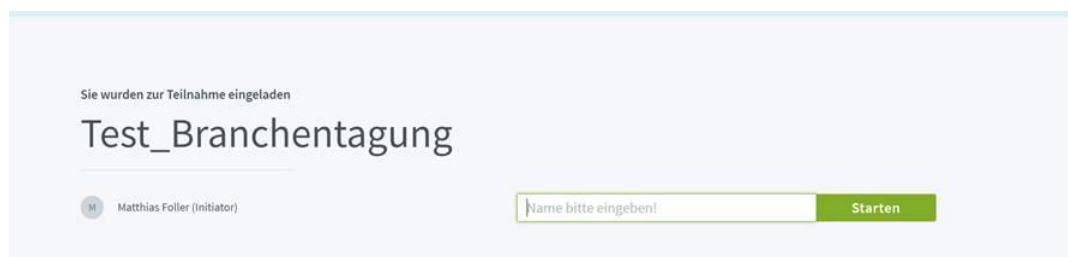 Sie wurden zur Teilnahme eingeladen
Test_Branchentagung
M Matthias Foller (Initiator)
Name bitte eingeben! Starten